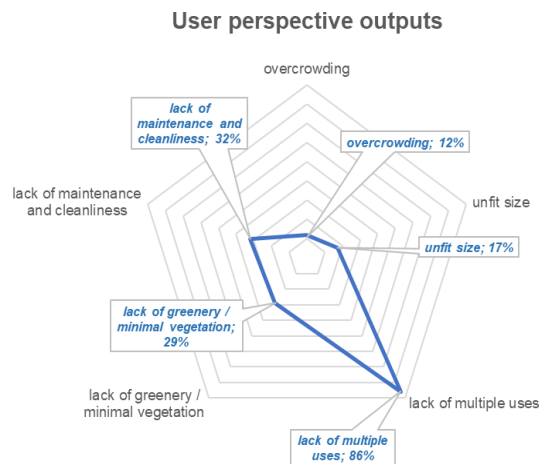 User perspective outputs
overcrowding
lack of
maintenance and
cleanliness; 32%
overcrowding; 12%
lack of maintenance
and cleanliness
unfit size
unfit size; 17%
lack of greenery /
minimal vegetation;
29%
lack of greenery /
minimal vegetation
lack of multiple uses
lack of multiple
uses; 86%